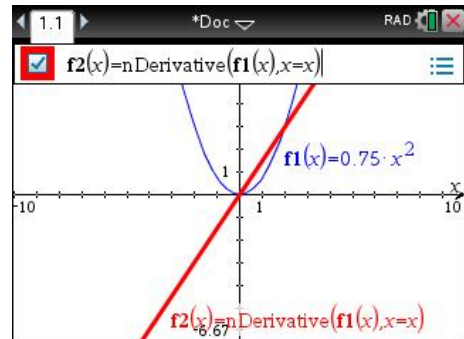 1.1 *Doc RAD
f2(x)=nDerivative(f1(x),x=x)
f1(x)=0.75·x²
1
x
-10 1 10
f2(x)=nDerivative(f1(x),x=x)
-6.67